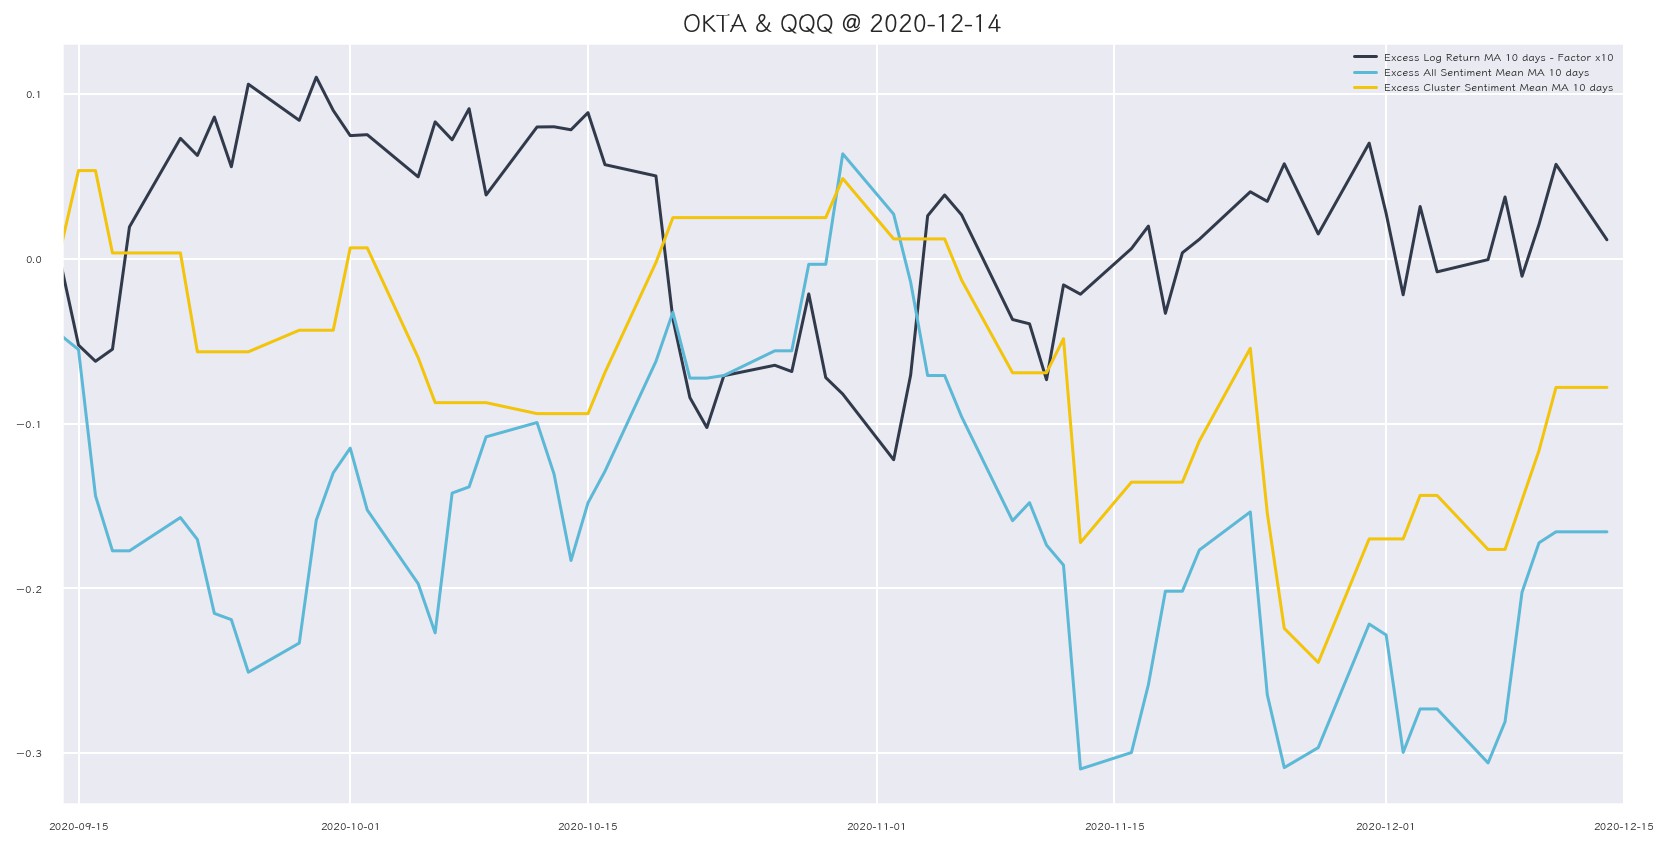 OKTA & QQQ @ 2020-12-14
Excess Log Return MA 10 days - Factor x10
Excess All Sentiment Mean MA 10 days
Excess Cluster Sentiment Mean MA 10 days
0.1
0.0
−0.1
−0.2
−0.3
2020-09-15 2020-10-01 2020-10-15 2020-11-01 2020-11-15 2020-12-01 2020-12-15